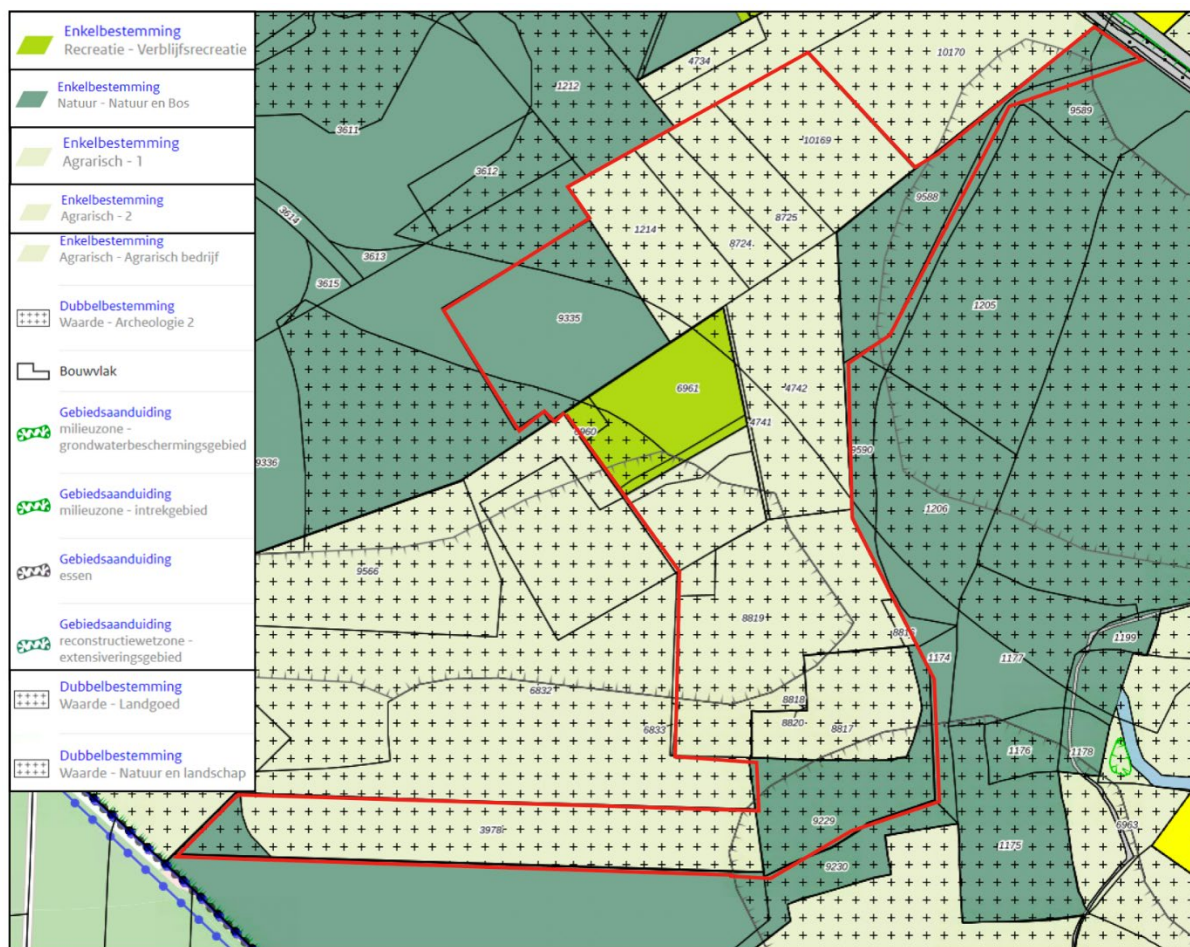 Enkelbestemming
Recreatie - Verblijfsrecreatie
Enkelbestemming
Natuur - Natuur en Bos
Enkelbestemming
Agrarisch - 1
Enkelbestemming
Agrarisch - 2
Enkelbestemming
Agrarisch - Agrarisch bedrijf
Dubbelbestemming
Waarde - Archeologie 2
Bouwvlak
Gebiedsaanduiding
milieuzone -
grondwaterbeschermingsgebied
Gebiedsaanduiding
milieuzone - intrekgebied
Gebiedsaanduiding
essen
Gebiedsaanduiding
reconstructiewetzone -
extensiveringsgebied
Dubbelbestemming
Waarde - Landgoed
Dubbelbestemming
Waarde - Natuur en landschap
10170
4734
1212
9589
3611
10169
3612
9588
3614
8725
1214
8724
3613
3615
1205
9335
6961
4742
4741
6960
9590
9336
1206
9566
8819
8816
1199
1174
1177
6832
8818
8820
8817
6833
1176
1178
3978
9229
6963
1175
9230